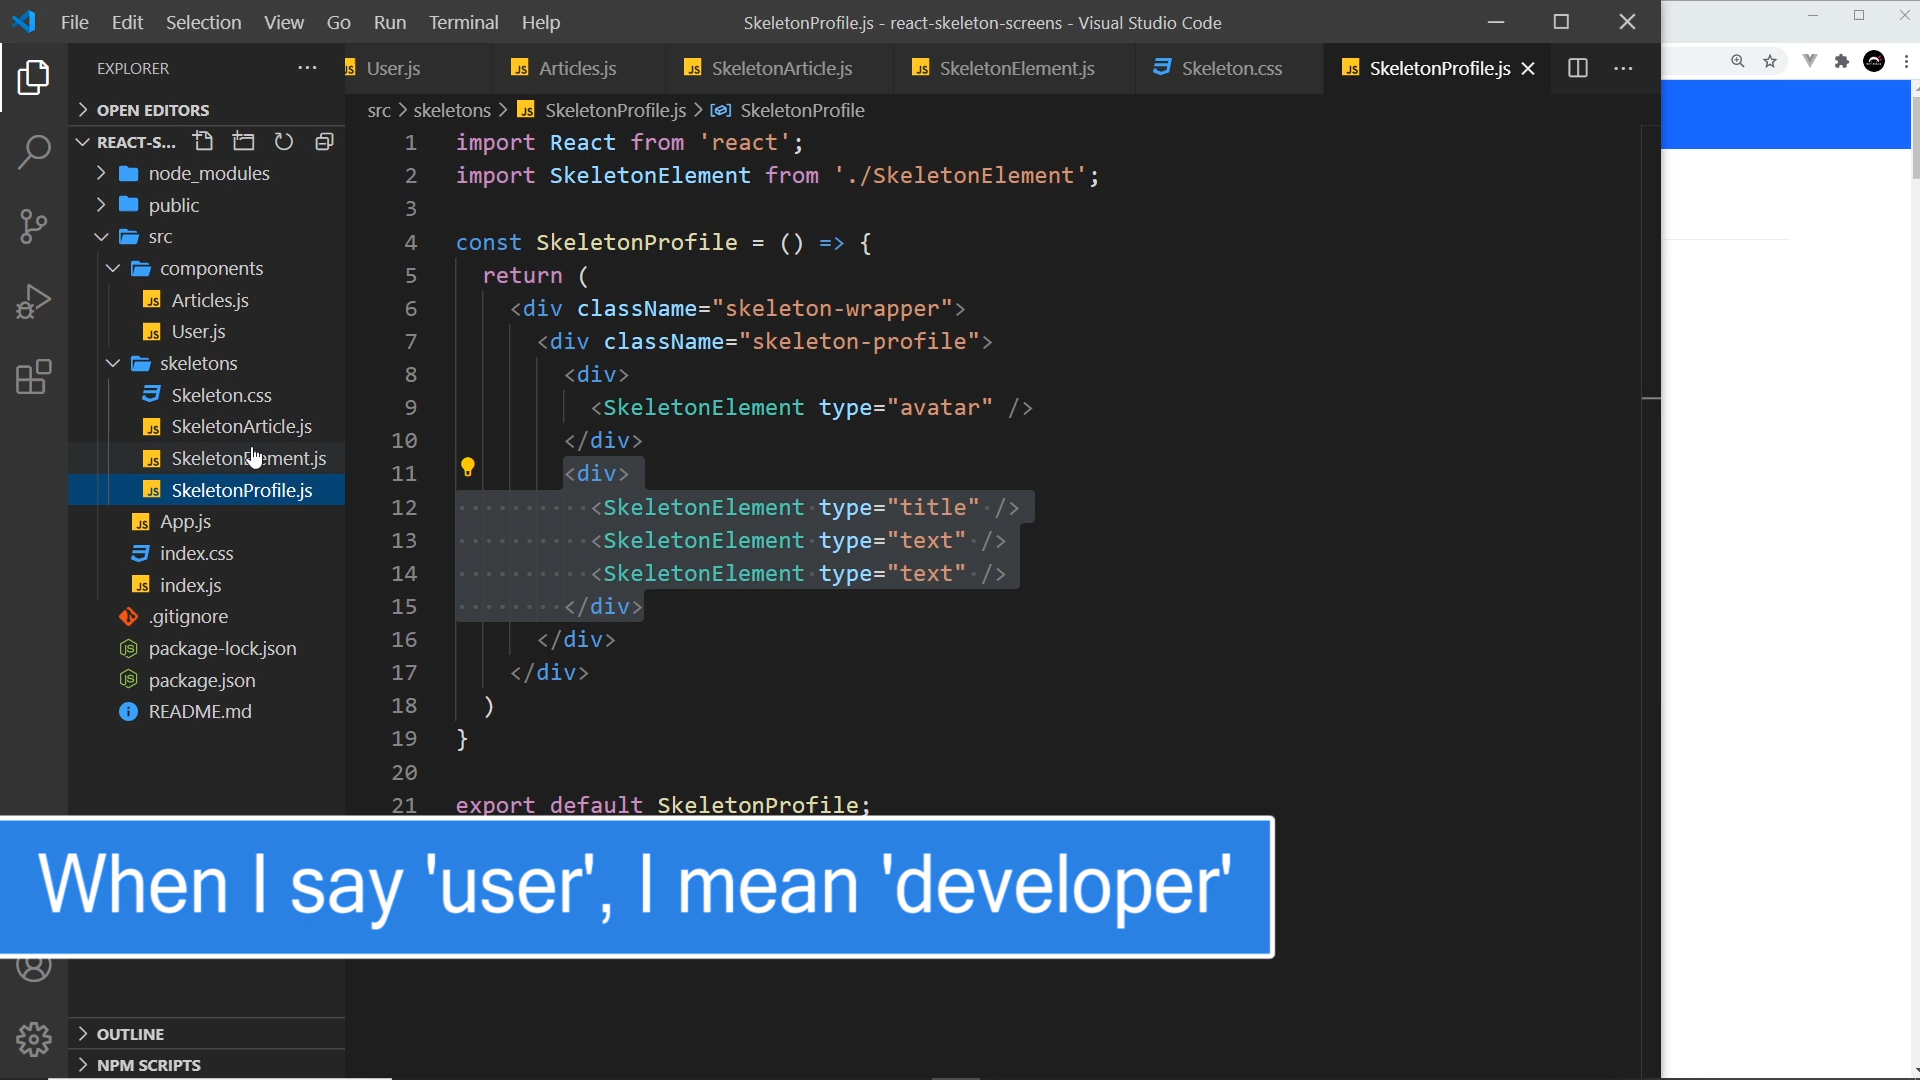 File Edit Selection View Go Run Terminal Help
SkeletonProfile.js - react-skeleton-screens - Visual Studio Code
EXPLORER
OPEN EDITORS
REACT-S...
node_modules
public
src
components
Articles.js
User.js
skeletons
Skeleton.css
SkeletonArticle.js
SkeletonElement.js
SkeletonProfile.js
App.js
index.css
index.js
.gitignore
package-lock.json
package.json
README.md
OUTLINE
NPM SCRIPTS
User.js Articles.js SkeletonArticle.js SkeletonElement.js Skeleton.css SkeletonProfile.js
src > skeletons > SkeletonProfile.js > SkeletonProfile
1 import React from 'react';
2 import SkeletonElement from './SkeletonElement';
3
4 const SkeletonProfile = () => {
5 return (
6 <div className="skeleton-wrapper">
7 <div className="skeleton-profile">
8 <div>
9 <SkeletonElement type="avatar" />
10 </div>
11 <div>
12 <SkeletonElement type="title" />
13 <SkeletonElement type="text" />
14 <SkeletonElement type="text" />
15 </div>
16 </div>
17 </div>
18 )
19 }
20
21 export default SkeletonProfile;
When I say 'user', I mean 'developer'